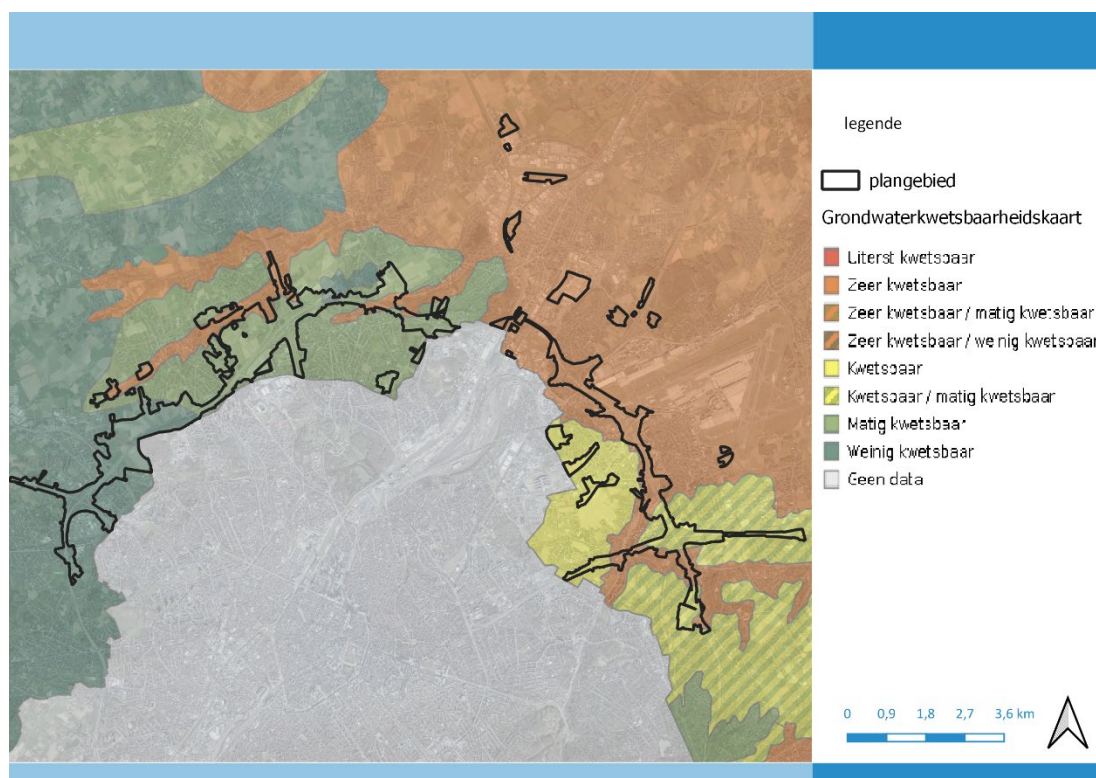 legende
plangebied
Grondwaterkwetsbaarheidskaart
Uiterst kwetsbaar
Zeer kwetsbaar
Zeer kwetsbaar / matig kwetsbaar
Zeer kwetsbaar / weinig kwetsbaar
Kwetsbaar
Kwetsbaar / matig kwetsbaar
Matig kwetsbaar
Weinig kwetsbaar
Geen data
0 0,9 1,8 2,7 3,6 km